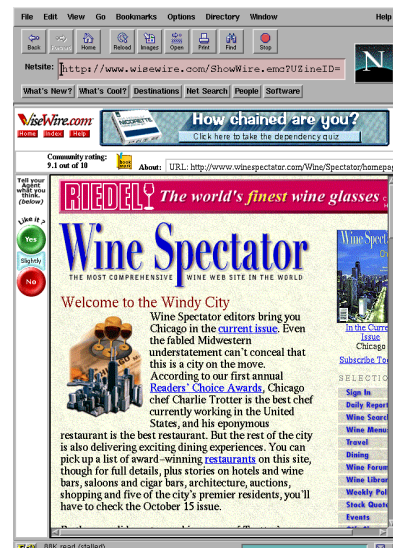 File Edit View Go Bookmarks Options Directory Window Help
Back Forward Home Reload Images Open Print Find Stop
Netsite: http://www.wisewire.com/ShowWire.emc?UZineID=
N
What's New? What's Cool? Destinations Net Search People Software
WiseWire.com
Home Index Help
NICORETTE
How chained are you?
Click here to take the dependency quiz
Community rating:
9.1 out of 10
book mark
About: URL: http://www.winespectator.com/Wine/Spectator/homepag
Tell your
Agent
what you
think.
(below)
Like it?
Yes
Slightly
No
RIEDEL The world's finest wine glasses
Wine Spectator
THE MOST COMPREHENSIVE WINE WEB SITE IN THE WORLD
Welcome to the Windy City
Wine Spectator editors bring you
Chicago in the current issue. Even
the fabled Midwestern
understatement can't conceal that
this is a city on the move.
According to our first annual
Readers' Choice Awards, Chicago
chef Charlie Trotter is the best chef
currently working in the United
States, and his eponymous
restaurant is the best restaurant. But the rest of the city
is also delivering exciting dining experiences. You can
pick up a list of award-winning restaurants on this site,
though for full details, plus stories on hotels and wine
bars, saloons and cigar bars, architecture, auctions,
shopping and five of the city's premier residents, you'll
have to check the October 15 issue.
Wine Spect
In the Curre
Issue
Chicago
Subscribe To
SELECTIO
Sign In
Daily Report
Wine Searc
Wine Menu
Travel
Dining
Wine Forum
Wine Librar
Weekly Pol
Stock Quote
Events
88K read (stalled)